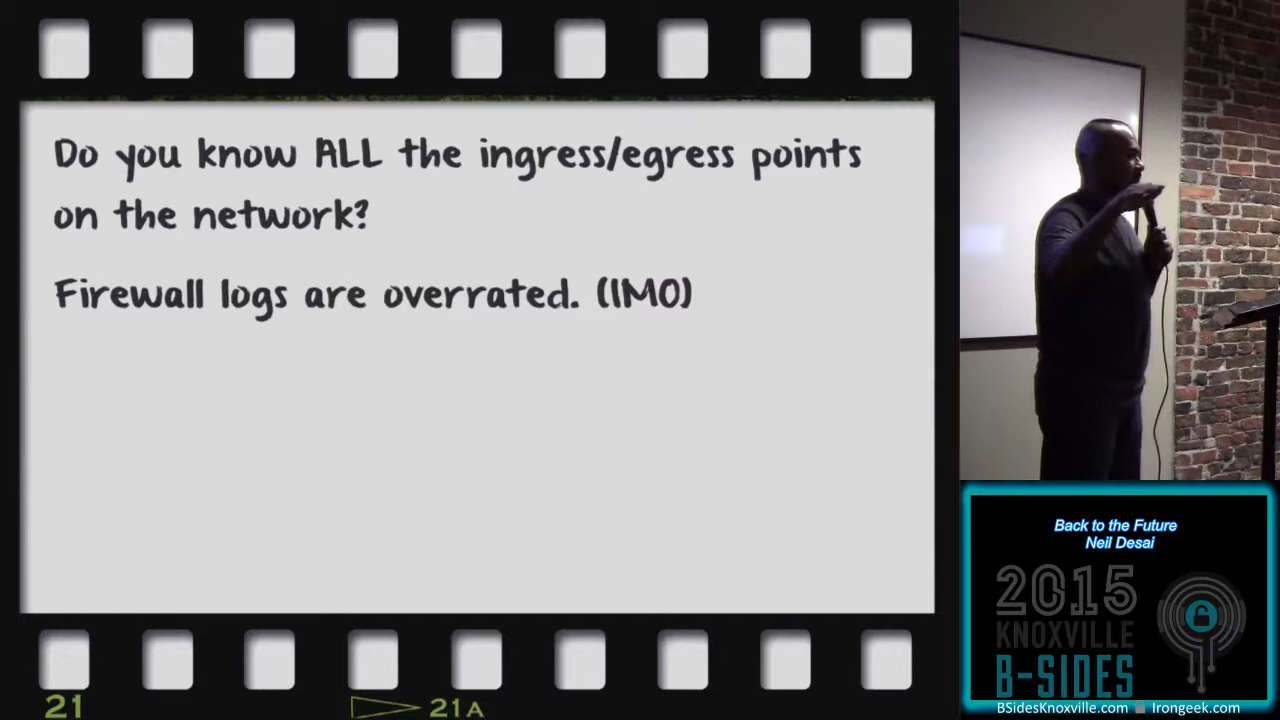 Do you know ALL the ingress/egress points
on the network?
Firewall logs are overrated. (IMO)
21
21A
Back to the Future
Neil Desai
2015
KNOXVILLE
B-SIDES
BSidesKnoxville.com
Irongeek.com